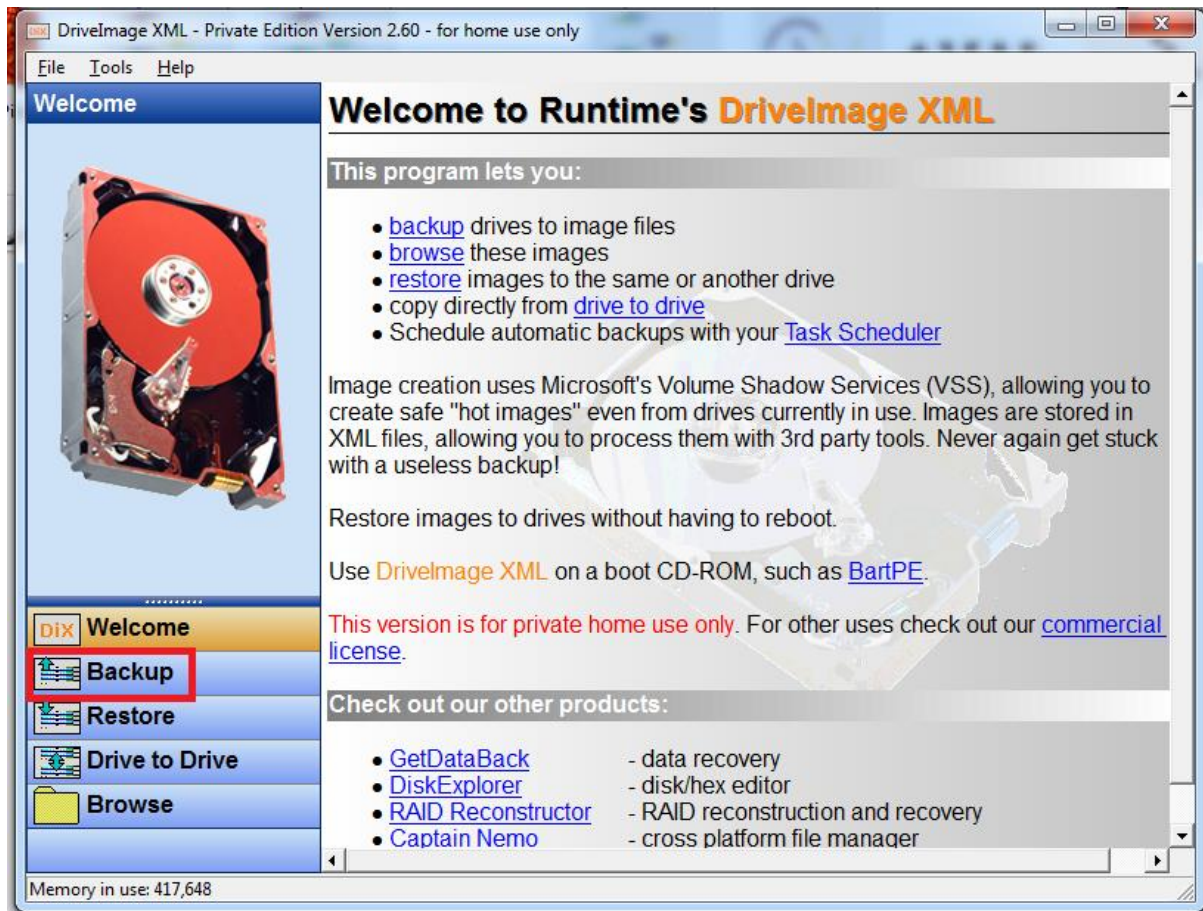 DriveImage XML - Private Edition Version 2.60 - for home use only
File Tools Help
Welcome
Welcome to Runtime's DriveImage XML
This program lets you:
• backup drives to image files
• browse these images
• restore images to the same or another drive
• copy directly from drive to drive
• Schedule automatic backups with your Task Scheduler
Image creation uses Microsoft's Volume Shadow Services (VSS), allowing you to
create safe "hot images" even from drives currently in use. Images are stored in
XML files, allowing you to process them with 3rd party tools. Never again get stuck
with a useless backup!
Restore images to drives without having to reboot.
Use DriveImage XML on a boot CD-ROM, such as BartPE.
This version is for private home use only. For other uses check out our commercial
license.
Check out our other products:
• GetDataBack - data recovery
• DiskExplorer - disk/hex editor
• RAID Reconstructor - RAID reconstruction and recovery
• Captain Nemo - cross platform file manager
DiX Welcome
Backup
Restore
Drive to Drive
Browse
Memory in use: 417,648